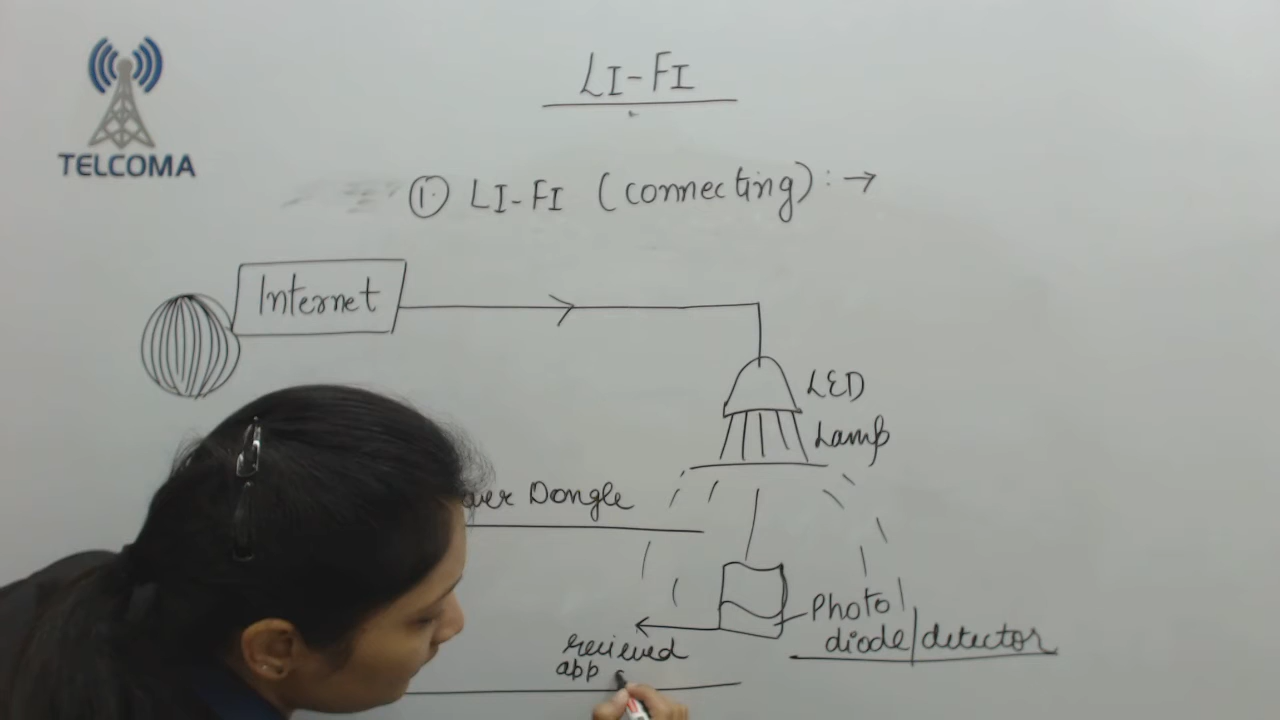 TELCOMA
LI-FI
1. LI-FI (connecting) : →
Internet
LED
Lamp
Dongle
Photo
diode/detector
recieved
app